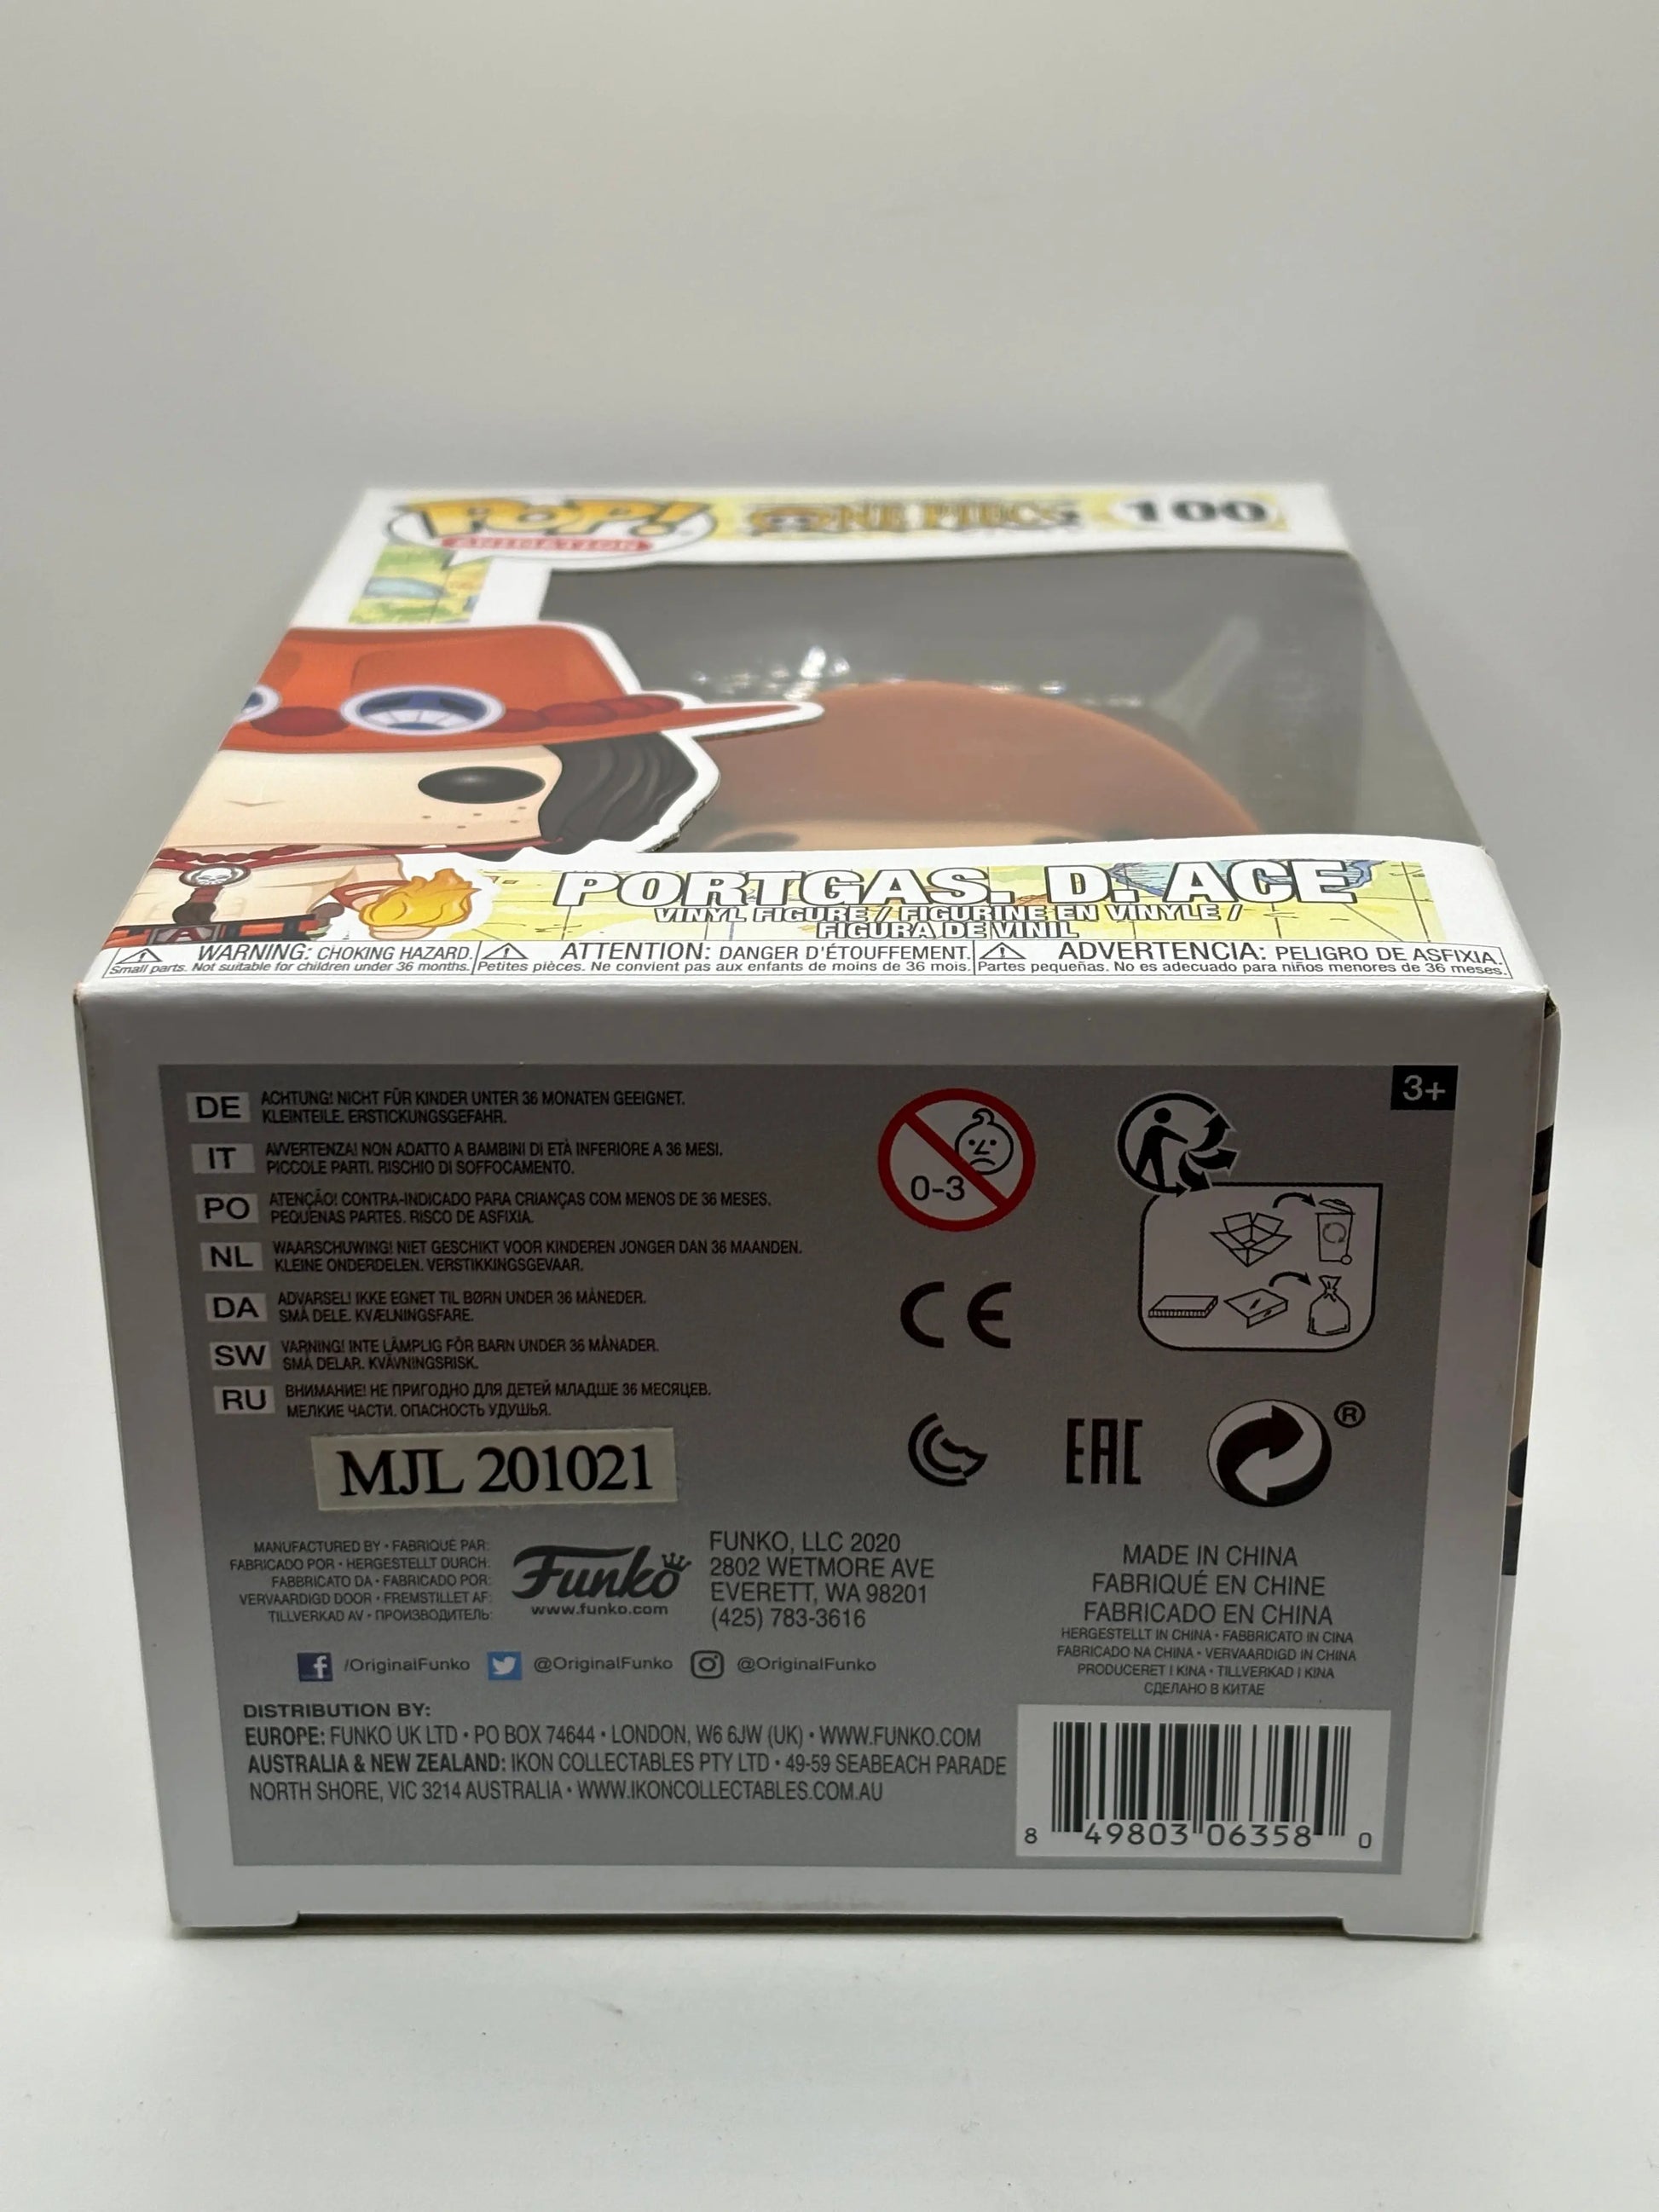 POP!
ANIMATION
ONE PIECE
100
PORTGAS. D. ACE
VINYL FIGURE / FIGURINE EN VINYLE /
FIGURA DE VINIL
WARNING: CHOKING HAZARD.
Small parts. Not suitable for children under 36 months.
ATTENTION: DANGER D'ÉTOUFFEMENT.
Petites pièces. Ne convient pas aux enfants de moins de 36 mois.
ADVERTENCIA: PELIGRO DE ASFIXIA.
Partes pequeñas. No es adecuado para niños menores de 36 meses.
3+
DE ACHTUNG! NICHT FÜR KINDER UNTER 36 MONATEN GEEIGNET.
KLEINTEILE. ERSTICKUNGSGEFAHR.
IT AVVERTENZA! NON ADATTO A BAMBINI DI ETÀ INFERIORE A 36 MESI.
PICCOLE PARTI. RISCHIO DI SOFFOCAMENTO.
PO ATENÇÃO! CONTRA-INDICADO PARA CRIANÇAS COM MENOS DE 36 MESES.
PEQUENAS PARTES. RISCO DE ASFIXIA.
NL WAARSCHUWING! NIET GESCHIKT VOOR KINDEREN JONGER DAN 36 MAANDEN.
KLEINE ONDERDELEN. VERSTIKKINGSGEVAAR.
DA ADVARSEL! IKKE EGNET TIL BØRN UNDER 36 MÅNEDER.
SMÅ DELE. KVÆLNINGSFARE.
SW VARNING! INTE LÄMPLIG FÖR BARN UNDER 36 MÅNADER.
SMÅ DELAR. KVÄVNINGSRISK.
RU ВНИМАНИЕ! НЕ ПРИГОДНО ДЛЯ ДЕТЕЙ МЛАДШЕ 36 МЕСЯЦЕВ.
МЕЛКИЕ ЧАСТИ. ОПАСНОСТЬ УДУШЬЯ.
0-3
CE
EAC
®
MJL 201021
MANUFACTURED BY • FABRIQUÉ PAR:
FABRICADO POR • HERGESTELLT DURCH:
FABBRICATO DA • FABRICADO POR:
VERVAARDIGD DOOR • FREMSTILLET AF:
TILLVERKAD AV • ПРОИЗВОДИТЕЛЬ:
Funko
www.funko.com
FUNKO, LLC 2020
2802 WETMORE AVE
EVERETT, WA 98201
(425) 783-3616
MADE IN CHINA
FABRIQUÉ EN CHINE
FABRICADO EN CHINA
HERGESTELLT IN CHINA • FABBRICATO IN CINA
FABRICADO NA CHINA • VERVAARDIGD IN CHINA
PRODUCERET I KINA • TILLVERKAD I KINA
СДЕЛАНО В КИТАЕ
/OriginalFunko @OriginalFunko @OriginalFunko
DISTRIBUTION BY:
EUROPE: FUNKO UK LTD • PO BOX 74644 • LONDON, W6 6JW (UK) • WWW.FUNKO.COM
AUSTRALIA & NEW ZEALAND: IKON COLLECTABLES PTY LTD • 49-59 SEABEACH PARADE
NORTH SHORE, VIC 3214 AUSTRALIA • WWW.IKONCOLLECTABLES.COM.AU
8 49803 06358 0